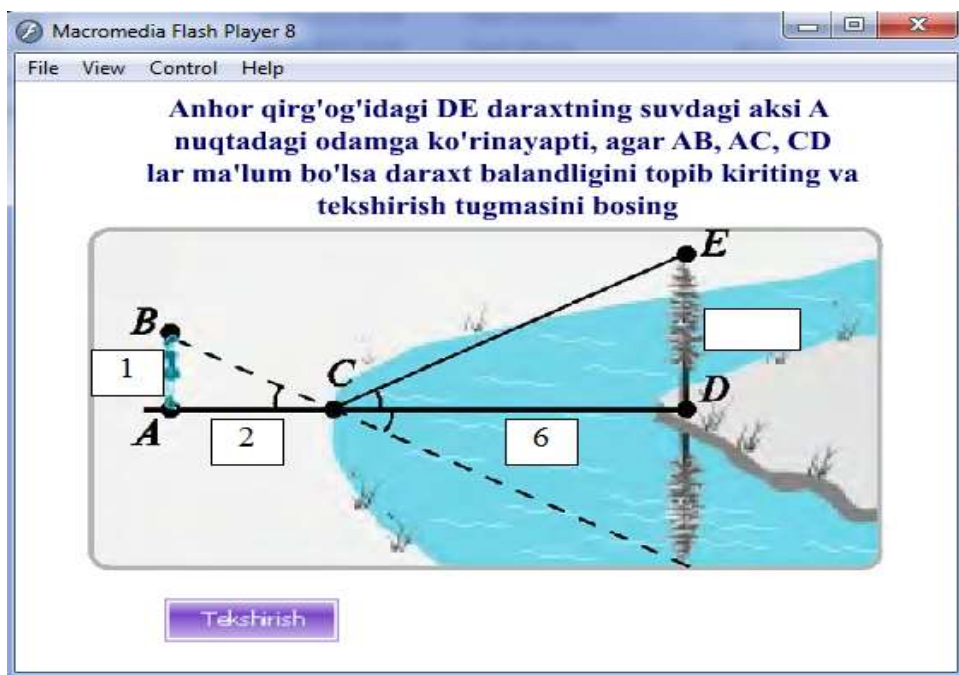 Macromedia Flash Player 8
File View Control Help
Anhor qirg'og'idagi DE daraxtning suvdagi aksi A
nuqtadagi odamga ko'rinayapti, agar AB, AC, CD
lar ma'lum bo'lsa daraxt balandligini topib kiriting va
tekshirish tugmasini bosing
E
B
1
C
D
A
2
6
Tekshirish